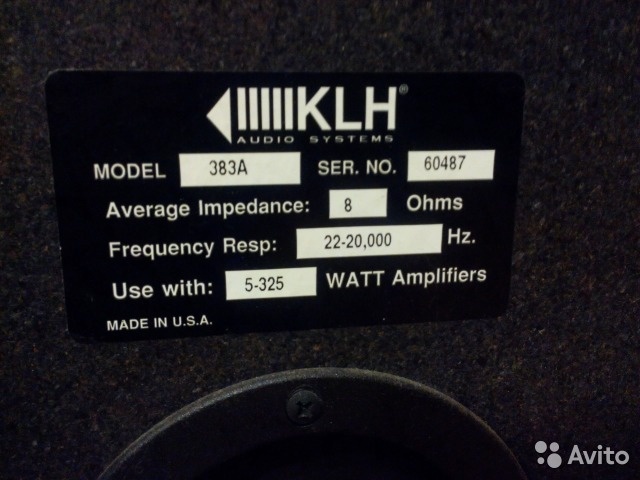 KLH®
AUDIO SYSTEMS
MODEL 383A SER. NO. 60487
Average Impedance: 8 Ohms
Frequency Resp: 22-20,000 Hz.
Use with: 5-325 WATT Amplifiers
MADE IN U.S.A.
Avito